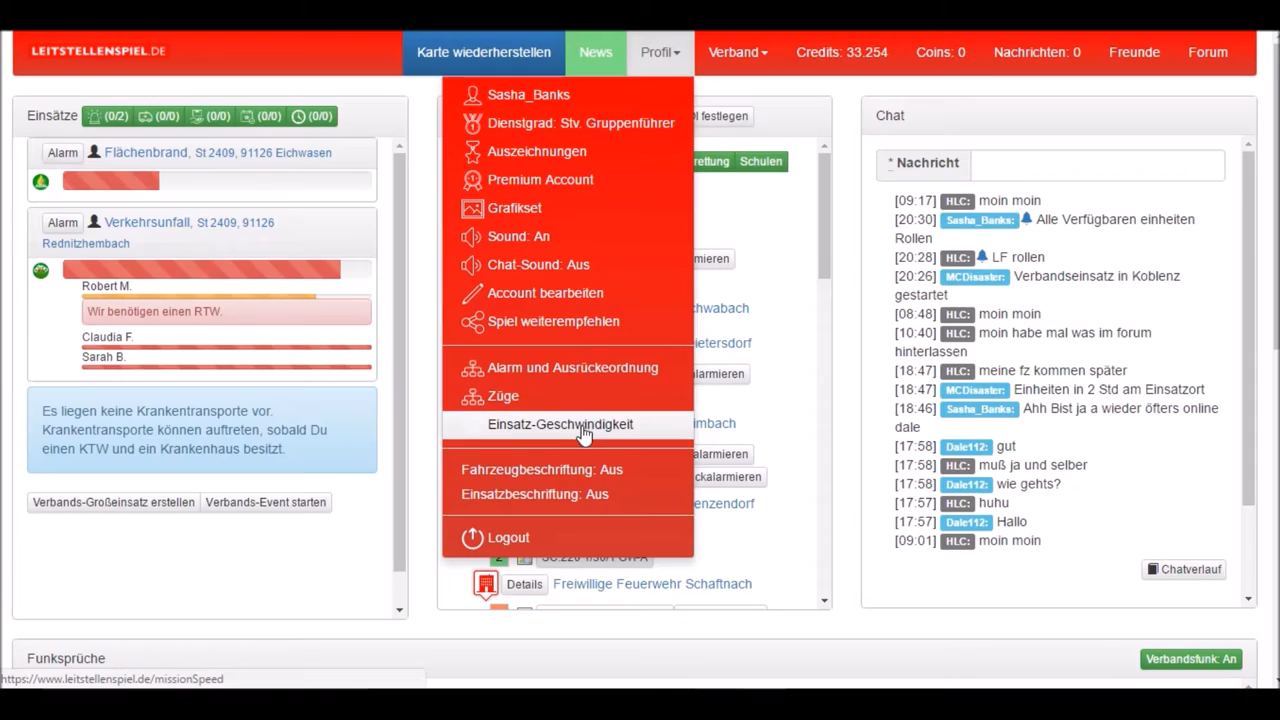 LEITSTELLENSPIEL.DE
Karte wiederherstellen
News
Profil
Verband
Credits: 33.254
Coins: 0
Nachrichten: 0
Freunde
Forum
Einsätze
(0/2)
(0/0)
(0/0)
(0/0)
(0/0)
Alarm Flächenbrand, St 2409, 91126 Eichwasen
Alarm Verkehrsunfall, St 2409, 91126
Rednitzhembach
Robert M.
Wir benötigen einen RTW.
Claudia F.
Sarah B.
Es liegen keine Krankentransporte vor.
Krankentransporte können auftreten, sobald Du
einen KTW und ein Krankenhaus besitzt.
Verbands-Großeinsatz erstellen
Verbands-Event starten
Sasha_Banks
Dienstgrad: Stv. Gruppenführer
Auszeichnungen
Premium Account
Grafikset
Sound: An
Chat-Sound: Aus
Account bearbeiten
Spiel weiterempfehlen
Alarm und Ausrückeordnung
Züge
Einsatz-Geschwindigkeit
Fahrzeugbeschriftung: Aus
Einsatzbeschriftung: Aus
Logout
festlegen
rettung
Schulen
mieren
chwabach
ietersdorf
alarmieren
mbach
alarmieren
ckalarmieren
enzendorf
Details
Freiwillige Feuerwehr Schaftnach
Chat
* Nachricht
[09:17] HLC: moin moin
[20:30] Sasha_Banks: Alle Verfügbaren einheiten
Rollen
[20:28] HLC: LF rollen
[20:26] MCDisaster: Verbandseinsatz in Koblenz
gestartet
[08:48] HLC: moin moin
[10:40] HLC: moin habe mal was im forum
hinterlassen
[18:47] HLC: meine fz kommen später
[18:47] MCDisaster: Einheiten in 2 Std am Einsatzort
[18:46] Sasha_Banks: Ahh Bist ja a wieder öfters online
dale
[17:58] Dale112: gut
[17:58] HLC: muß ja und selber
[17:58] Dale112: wie gehts?
[17:58] HLC: huhu
[17:57] Dale112: Hallo
[09:01] HLC: moin moin
Chatverlauf
Funksprüche
Verbandsfunk: An
https://www.leitstellenspiel.de/missionSpeed